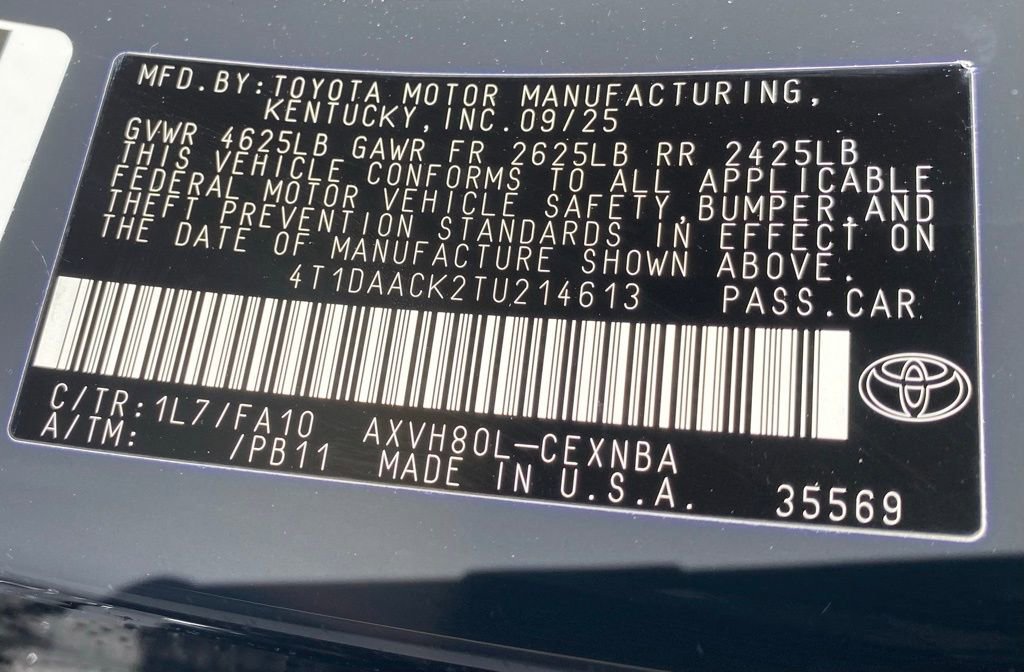 MFD.BY:TOYOTA MOTOR MANUFACTURING,
KENTUCKY, INC. 09/25
GVWR 4625LB GAWR FR 2625LB RR 2425LB
THIS VEHICLE CONFORMS TO ALL APPLICABLE
FEDERAL MOTOR VEHICLE SAFETY, BUMPER, AND
THEFT PREVENTION STANDARDS IN EFFECT ON
THE DATE OF MANUFACTURE SHOWN ABOVE.
4T1DAACK2TU214613 PASS.CAR
C/TR:1L7/FA10 AXVH80L-CEXNBA
A/TM: /PB11 MADE IN U.S.A. 35569